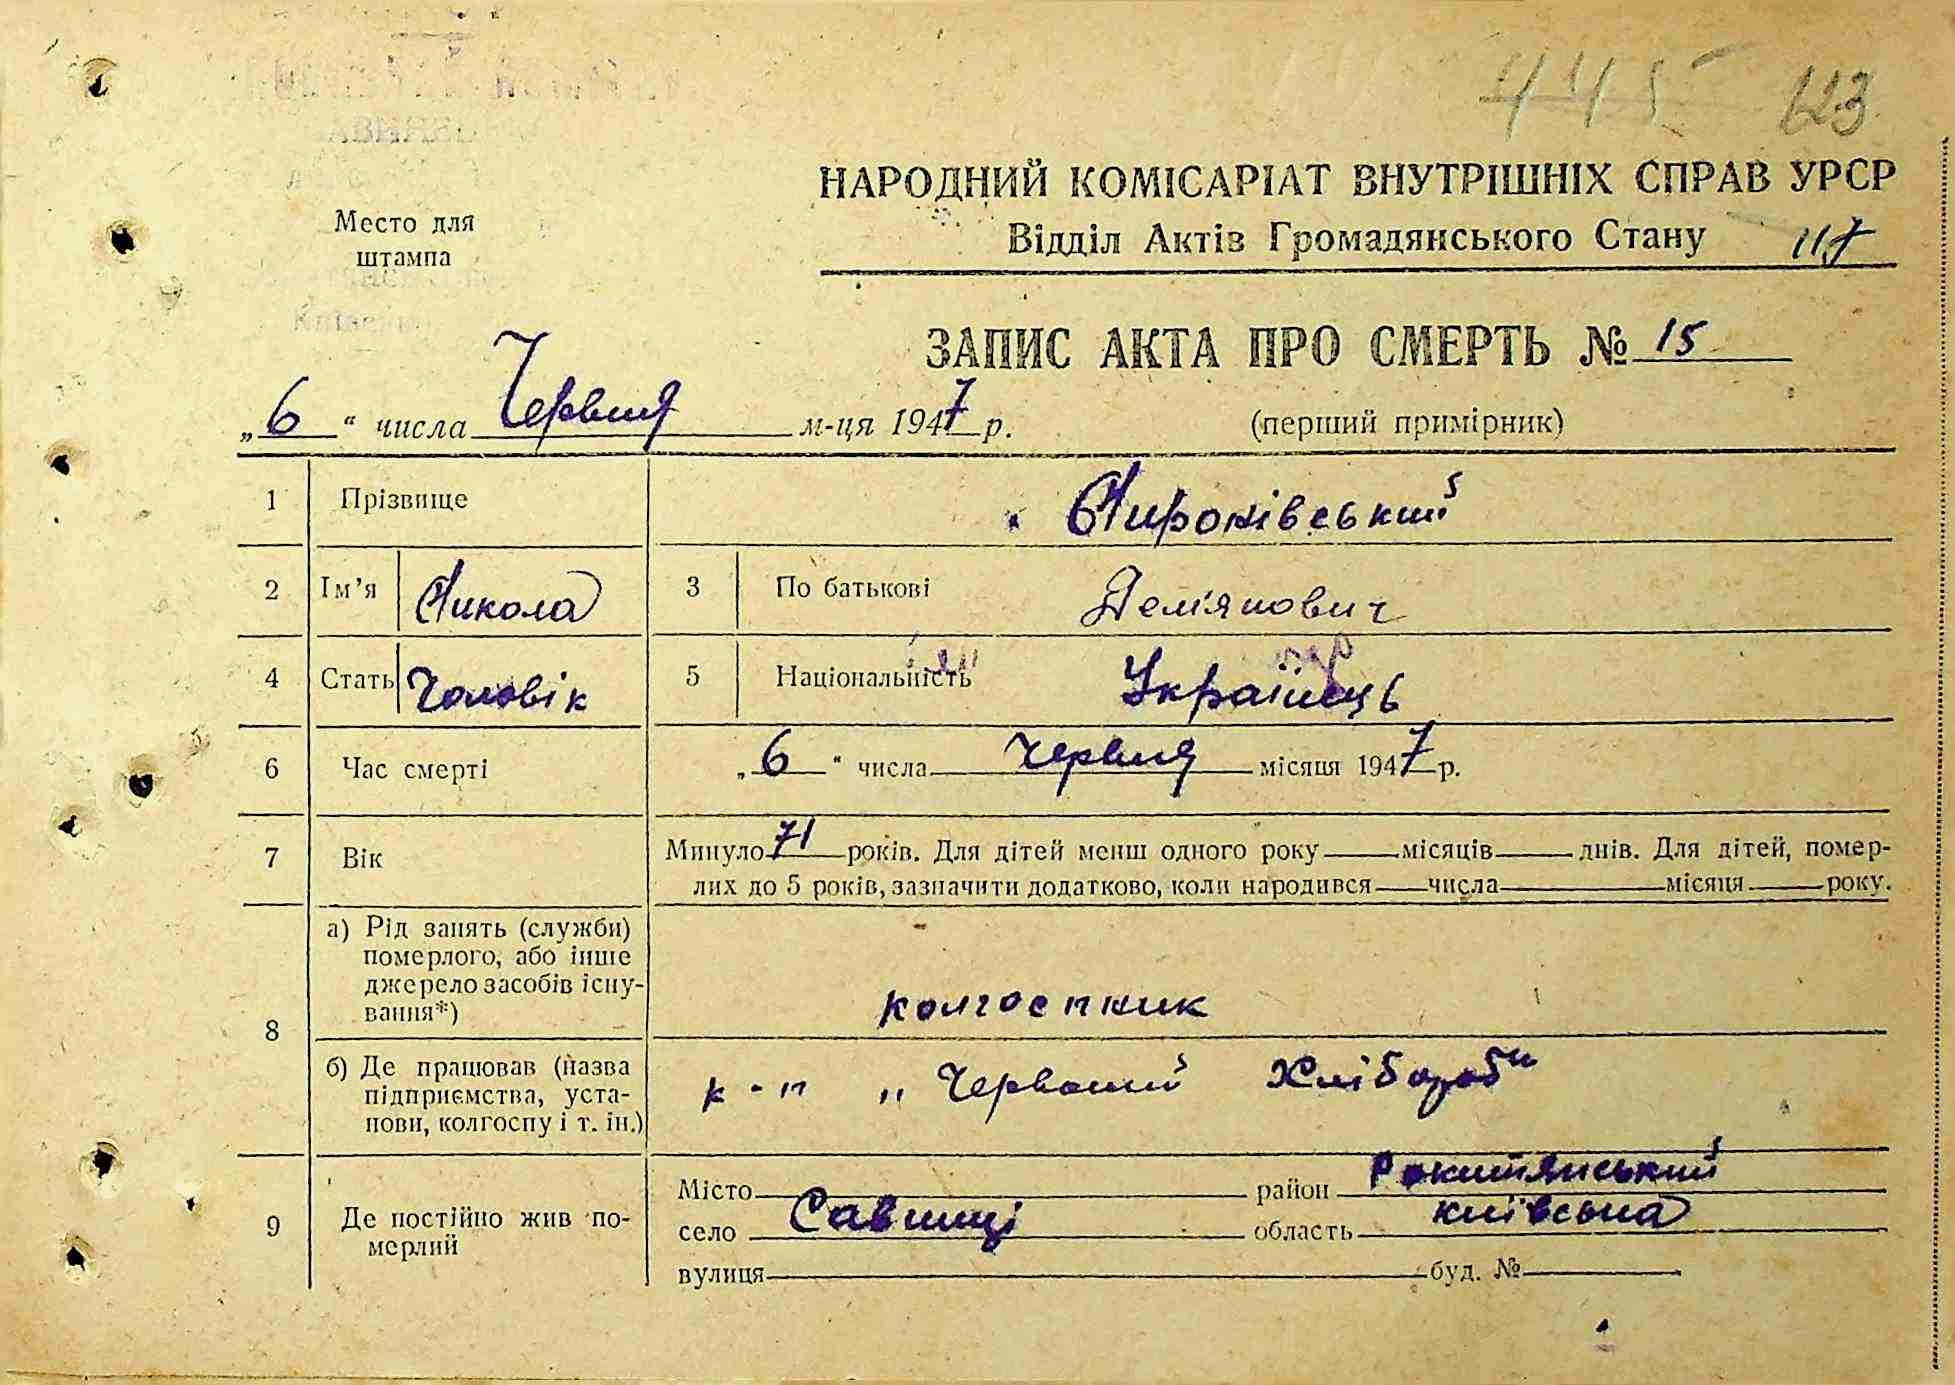 445 123
НАРОДНИЙ КОМІСАРІАТ ВНУТРІШНІХ СПРАВ УРСР
Відділ Актів Громадянського Стану 117
Место для
штампа
ЗАПИС АКТА ПРО СМЕРТЬ № 15
„6“ числа Червня м-ця 1947 р.
(перший примірник)
1 Прізвище Миронівський
2 Ім’я Микола 3 По батькові Дем'янович
4 Стать Чоловік 5 Національність Українець
6 Час смерті „6“ числа Червня місяця 1947 р.
7 Вік Минуло 71 років. Для дітей менш одного року місяців днів. Для дітей, помер-
лих до 5 років, зазначити додатково, коли народився числа місяця року.
8
а) Рід занять (служби)
померлого, або інше
джерело засобів існу-
вання*)
колгоспник
б) Де працював (назва
підприємства, уста-
нови, колгоспу і т. ін.)
к-п „Червоний Хлібороб"
9 Де постійно жив по-
мерлий
Місто район Рокитянський
село Савинці область київська
вулиця буд. №